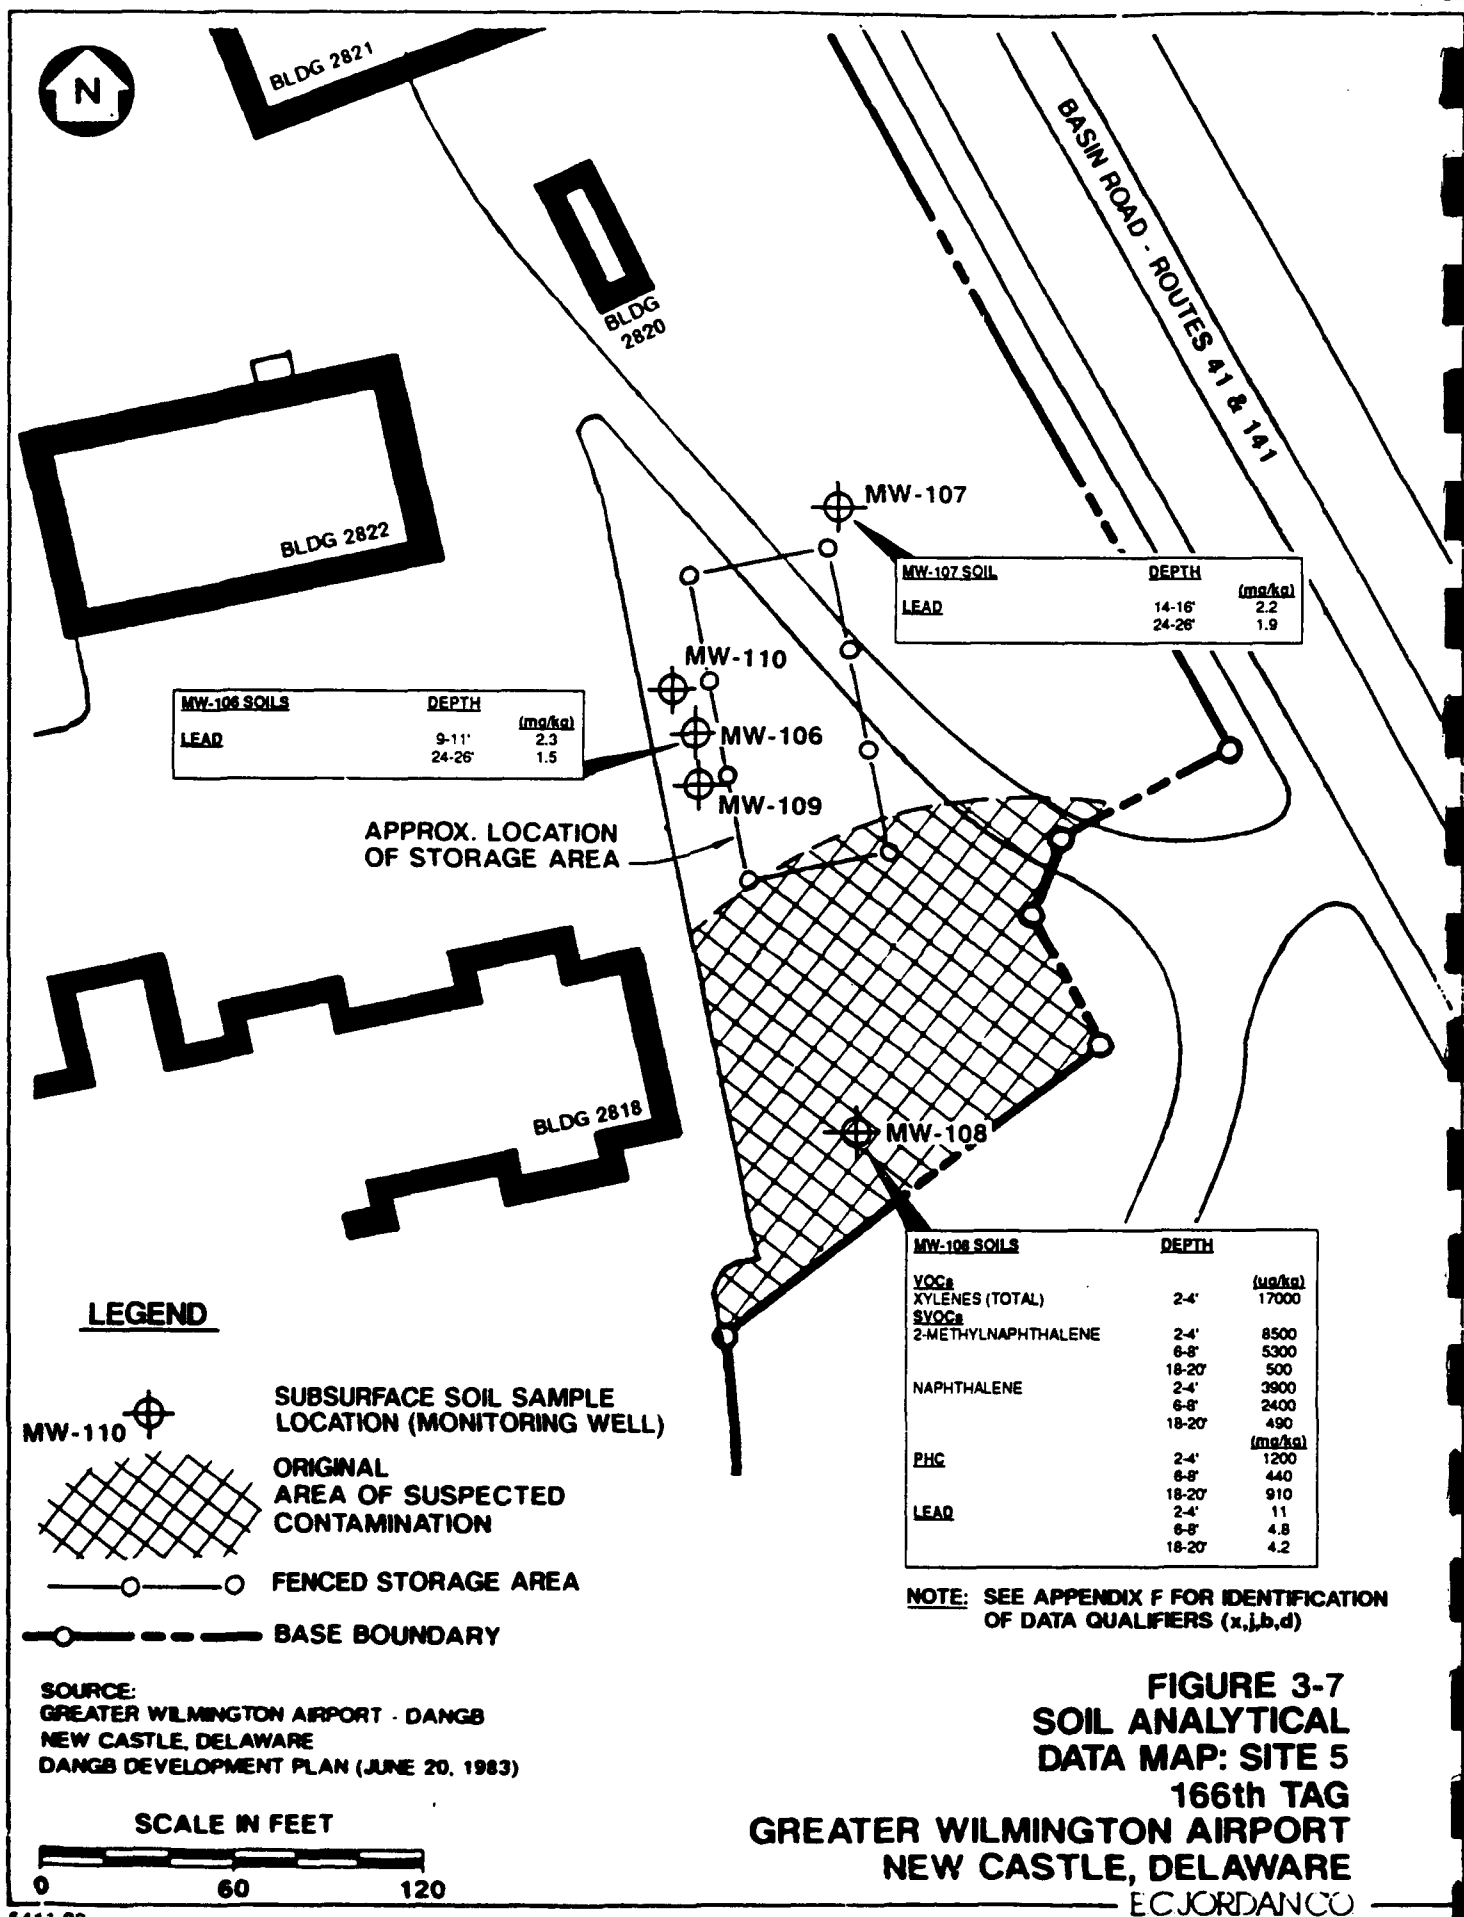 N
BLDG 2821
BLDG
2820
BASIN ROAD - ROUTES 41 & 141
BLDG 2822
MW-107
MW-107 SOIL DEPTH
(mg/kg)
LEAD 14-16' 2.2
24-26' 1.9
MW-110
MW-106 SOILS DEPTH
(mg/kg)
LEAD 9-11' 2.3
24-26' 1.5
MW-106
MW-109
APPROX. LOCATION
OF STORAGE AREA
BLDG 2818
MW-108
MW-108 SOILS DEPTH
VOCs (ug/kg)
XYLENES (TOTAL) 2-4' 17000
SVOCs
2-METHYLNAPHTHALENE 2-4' 8500
6-8' 5300
18-20' 500
NAPHTHALENE 2-4' 3900
6-8' 2400
18-20' 490
(mg/kg)
PHC 2-4' 1200
6-8' 440
18-20' 910
LEAD 2-4' 11
6-8' 4.8
18-20' 4.2
LEGEND
MW-110
SUBSURFACE SOIL SAMPLE
LOCATION (MONITORING WELL)
ORIGINAL
AREA OF SUSPECTED
CONTAMINATION
FENCED STORAGE AREA
BASE BOUNDARY
NOTE: SEE APPENDIX F FOR IDENTIFICATION
OF DATA QUALIFIERS (x,j,b,d)
SOURCE:
GREATER WILMINGTON AIRPORT - DANGB
NEW CASTLE, DELAWARE
DANGB DEVELOPMENT PLAN (JUNE 20, 1983)
SCALE IN FEET
0 60 120
FIGURE 3-7
SOIL ANALYTICAL
DATA MAP: SITE 5
166th TAG
GREATER WILMINGTON AIRPORT
NEW CASTLE, DELAWARE
E.C.JORDAN CO